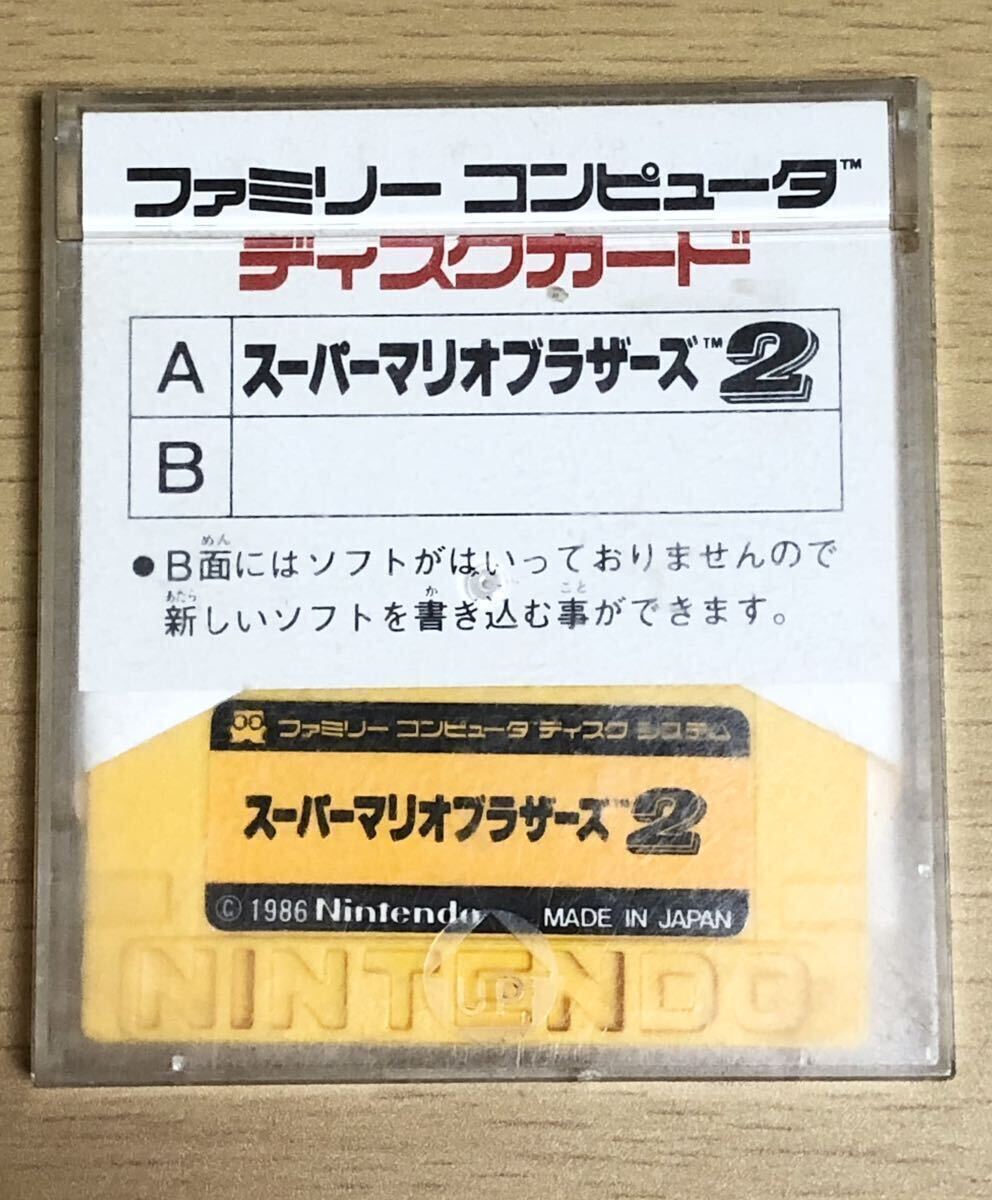 ファミリー コンピュータ™
ディスクカード
A スーパーマリオブラザーズ™2
B
●B面にはソフトがはいっておりませんので
新しいソフトを書き込む事ができます。
ファミリー コンピュータ ディスク システム
スーパーマリオブラザーズ™2
© 1986 Nintendo MADE IN JAPAN
NINTENDO
UP